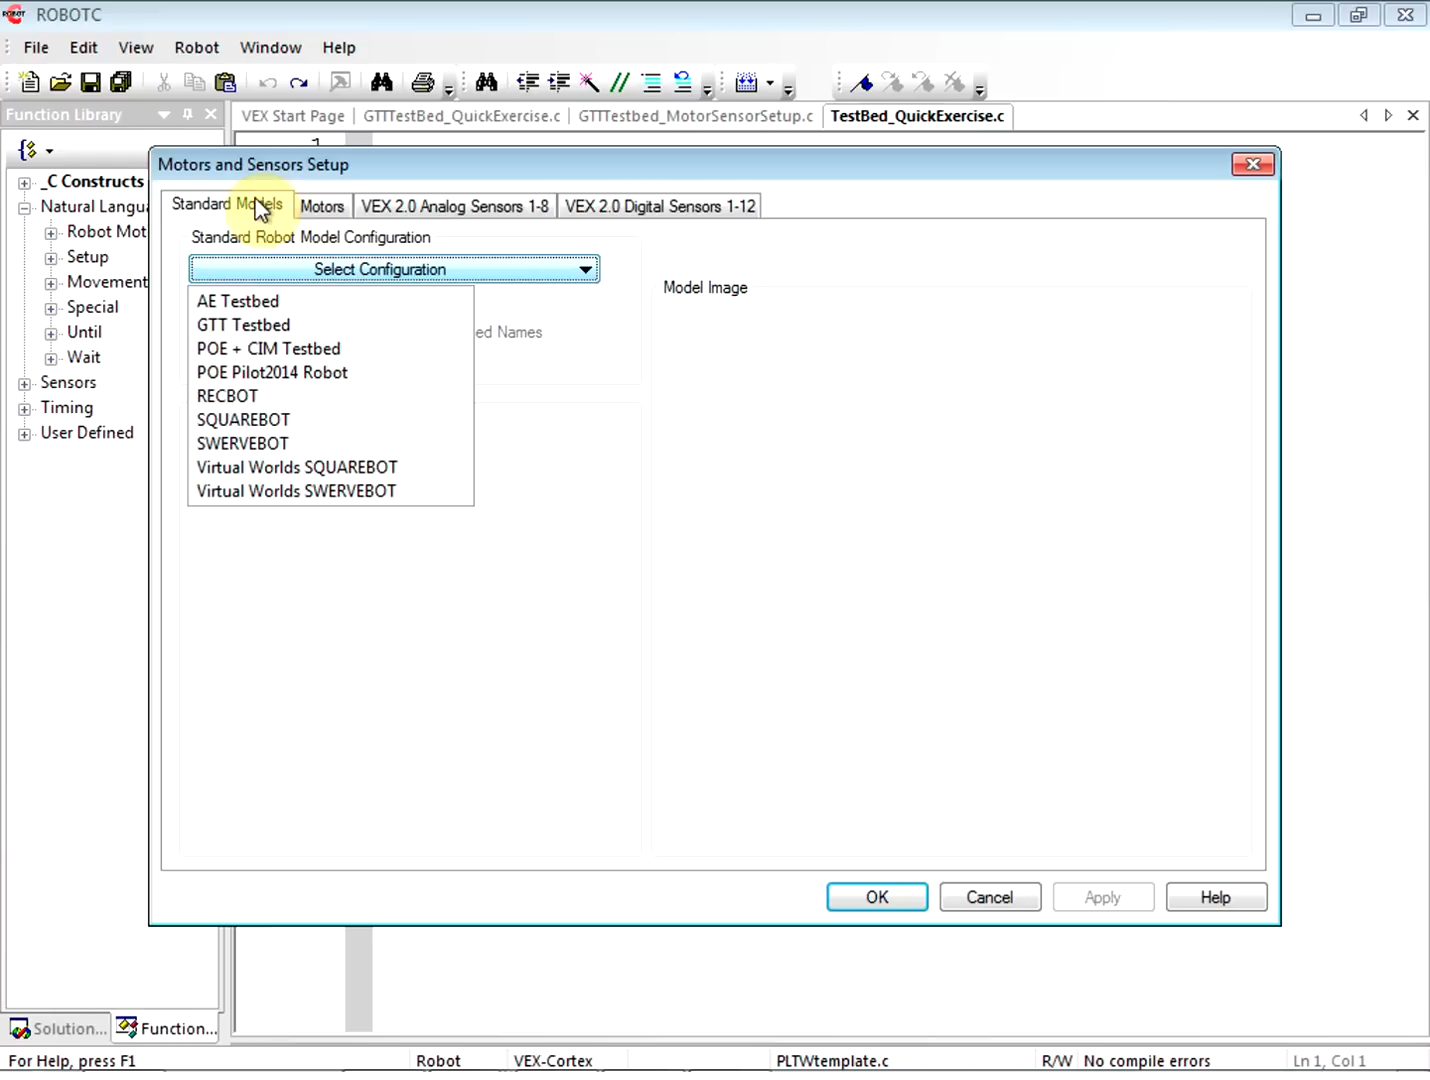 ROBOTC
File Edit View Robot Window Help
Function Library
VEX Start Page GTTTestBed_QuickExercise.c GTTTestbed_MotorSensorSetup.c TestBed_QuickExercise.c
1
_C Constructs
Natural Langua
Robot Mot
Setup
Movement
Special
Until
Wait
Sensors
Timing
User Defined
Motors and Sensors Setup
Standard Models Motors VEX 2.0 Analog Sensors 1-8 VEX 2.0 Digital Sensors 1-12
Standard Robot Model Configuration
Select Configuration
AE Testbed
GTT Testbed
POE + CIM Testbed
POE Pilot2014 Robot
RECBOT
SQUAREBOT
SWERVEBOT
Virtual Worlds SQUAREBOT
Virtual Worlds SWERVEBOT
ed Names
Model Image
OK Cancel Apply Help
Solution... Function...
For Help, press F1 Robot VEX-Cortex PLTWtemplate.c R/W No compile errors Ln 1, Col 1